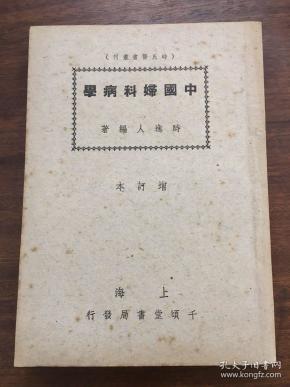 （時氏醫書叢刊）
中國婦科病學
時逸人編著
增訂本
上海
千頃堂書局發行
孔夫子旧书网